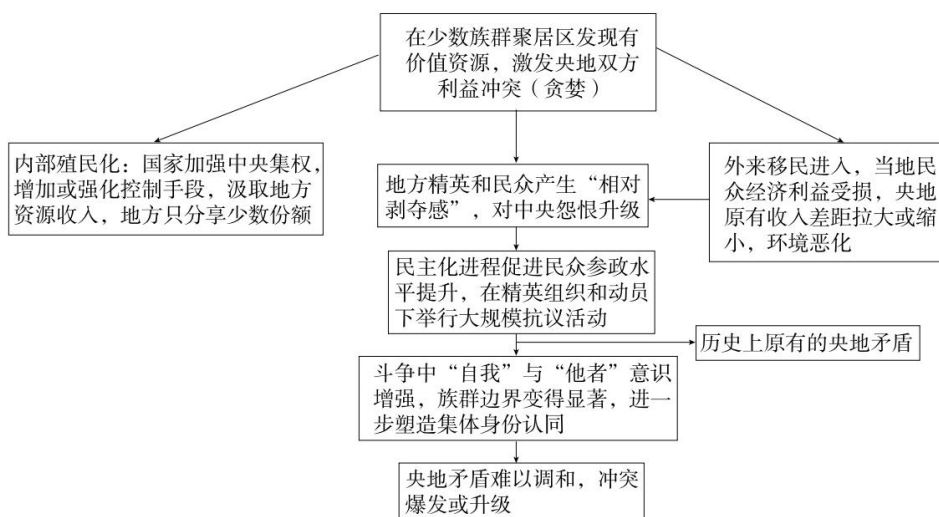 在少数族群聚居区发现有
价值资源，激发央地双方
利益冲突（贪婪）
内部殖民化：国家加强中央集权，
增加或强化控制手段，汲取地方
资源收入，地方只分享少数份额
地方精英和民众产生“相对
剥夺感”，对中央怨恨升级
外来移民进入，当地民
众经济利益受损，央地
原有收入差距拉大或缩
小，环境恶化
民主化进程促进民众参政水
平提升，在精英组织和动员
下举行大规模抗议活动
历史上原有的央地矛盾
斗争中“自我”与“他者”意识
增强，族群边界变得显著，进一
步塑造集体身份认同
央地矛盾难以调和，冲突
爆发或升级